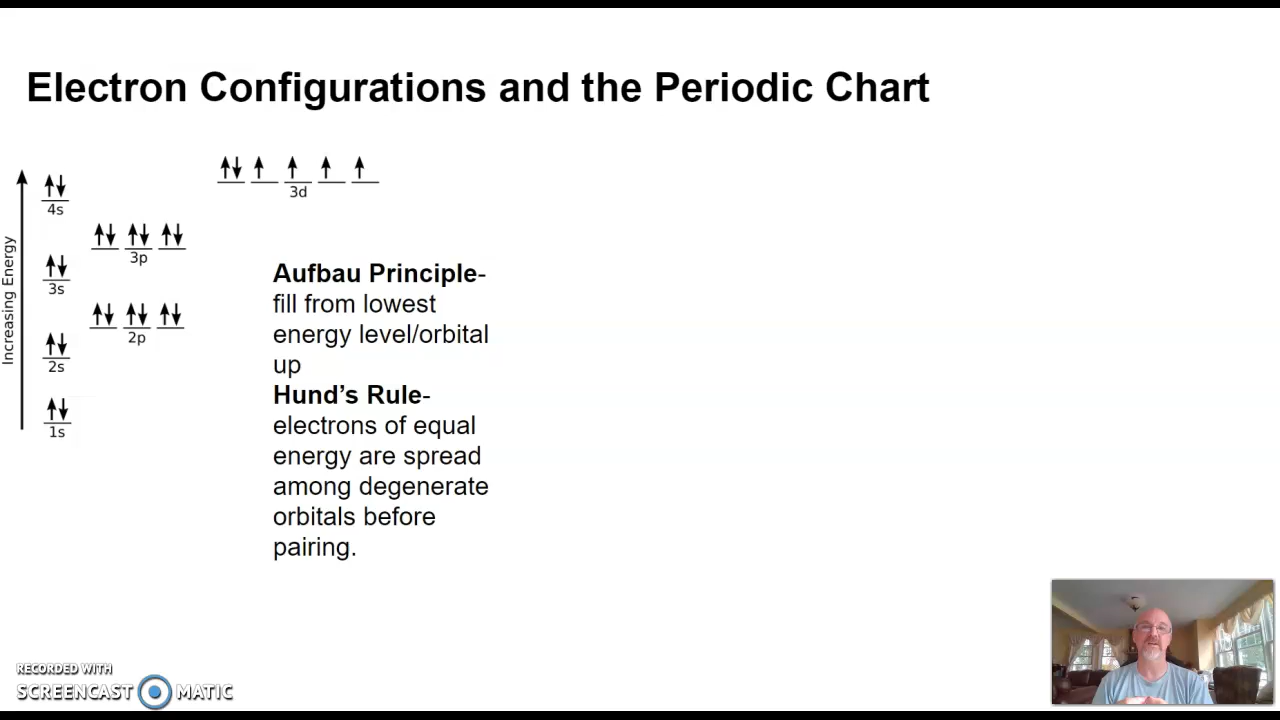 Electron Configurations and the Periodic Chart
3d
4s
3p
3s
2p
2s
1s
Increasing Energy
Aufbau Principle-
fill from lowest
energy level/orbital
up
Hund’s Rule-
electrons of equal
energy are spread
among degenerate
orbitals before
pairing.
RECORDED WITH
SCREENCAST MATIC